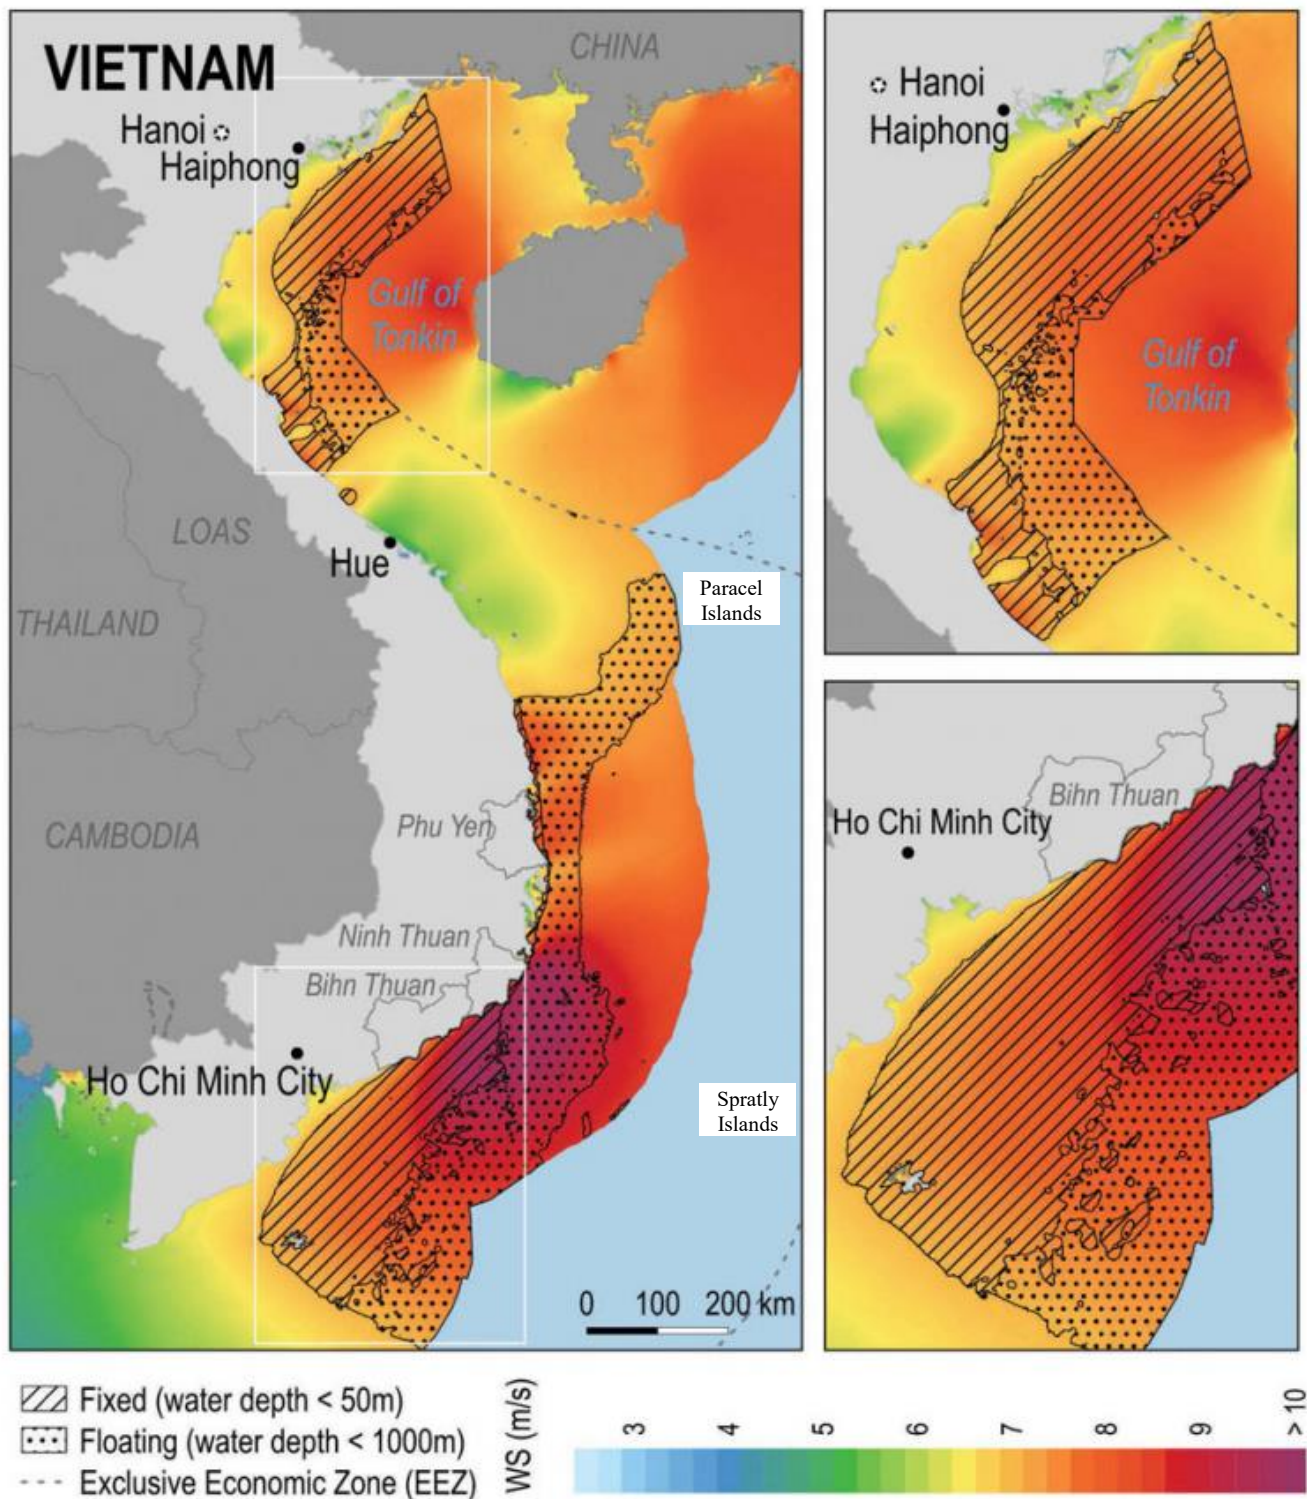 VIETNAM
CHINA
Hanoi
Haiphong
Gulf of
Tonkin
LOAS
Hue
THAILAND
Paracel
Islands
CAMBODIA
Phu Yen
Ninh Thuan
Bihn Thuan
Ho Chi Minh City
Spratly
Islands
0 100 200 km
Hanoi
Haiphong
Gulf of
Tonkin
Bihn Thuan
Ho Chi Minh City
Fixed (water depth < 50m)
Floating (water depth < 1000m)
Exclusive Economic Zone (EEZ)
WS (m/s)
3 4 5 6 7 8 9 > 10